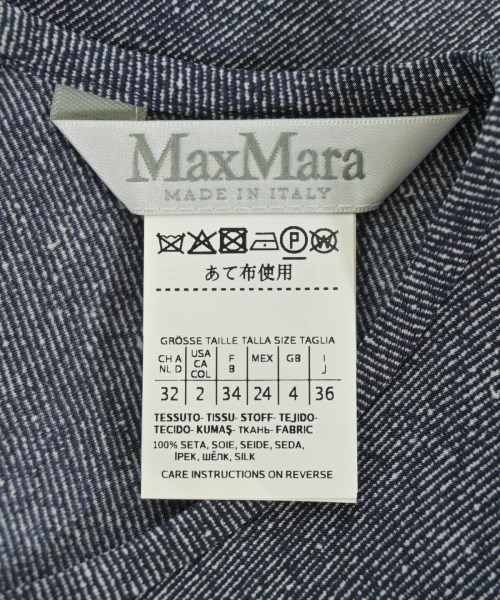 MaxMara
MADE IN ITALY
P W
あて布使用
GRÖSSE TAILLE TALLA SIZE TAGLIA
CH A NL D USA CA COL F B MEX GB I J
32 2 34 24 4 36
TESSUTO- TISSU- STOFF- TEJIDO-
TECIDO- KUMAŞ- ТКАНЬ- FABRIC
100% SETA, SOIE, SEIDE, SEDA,
İPEK, ШЁЛК, SILK
CARE INSTRUCTIONS ON REVERSE